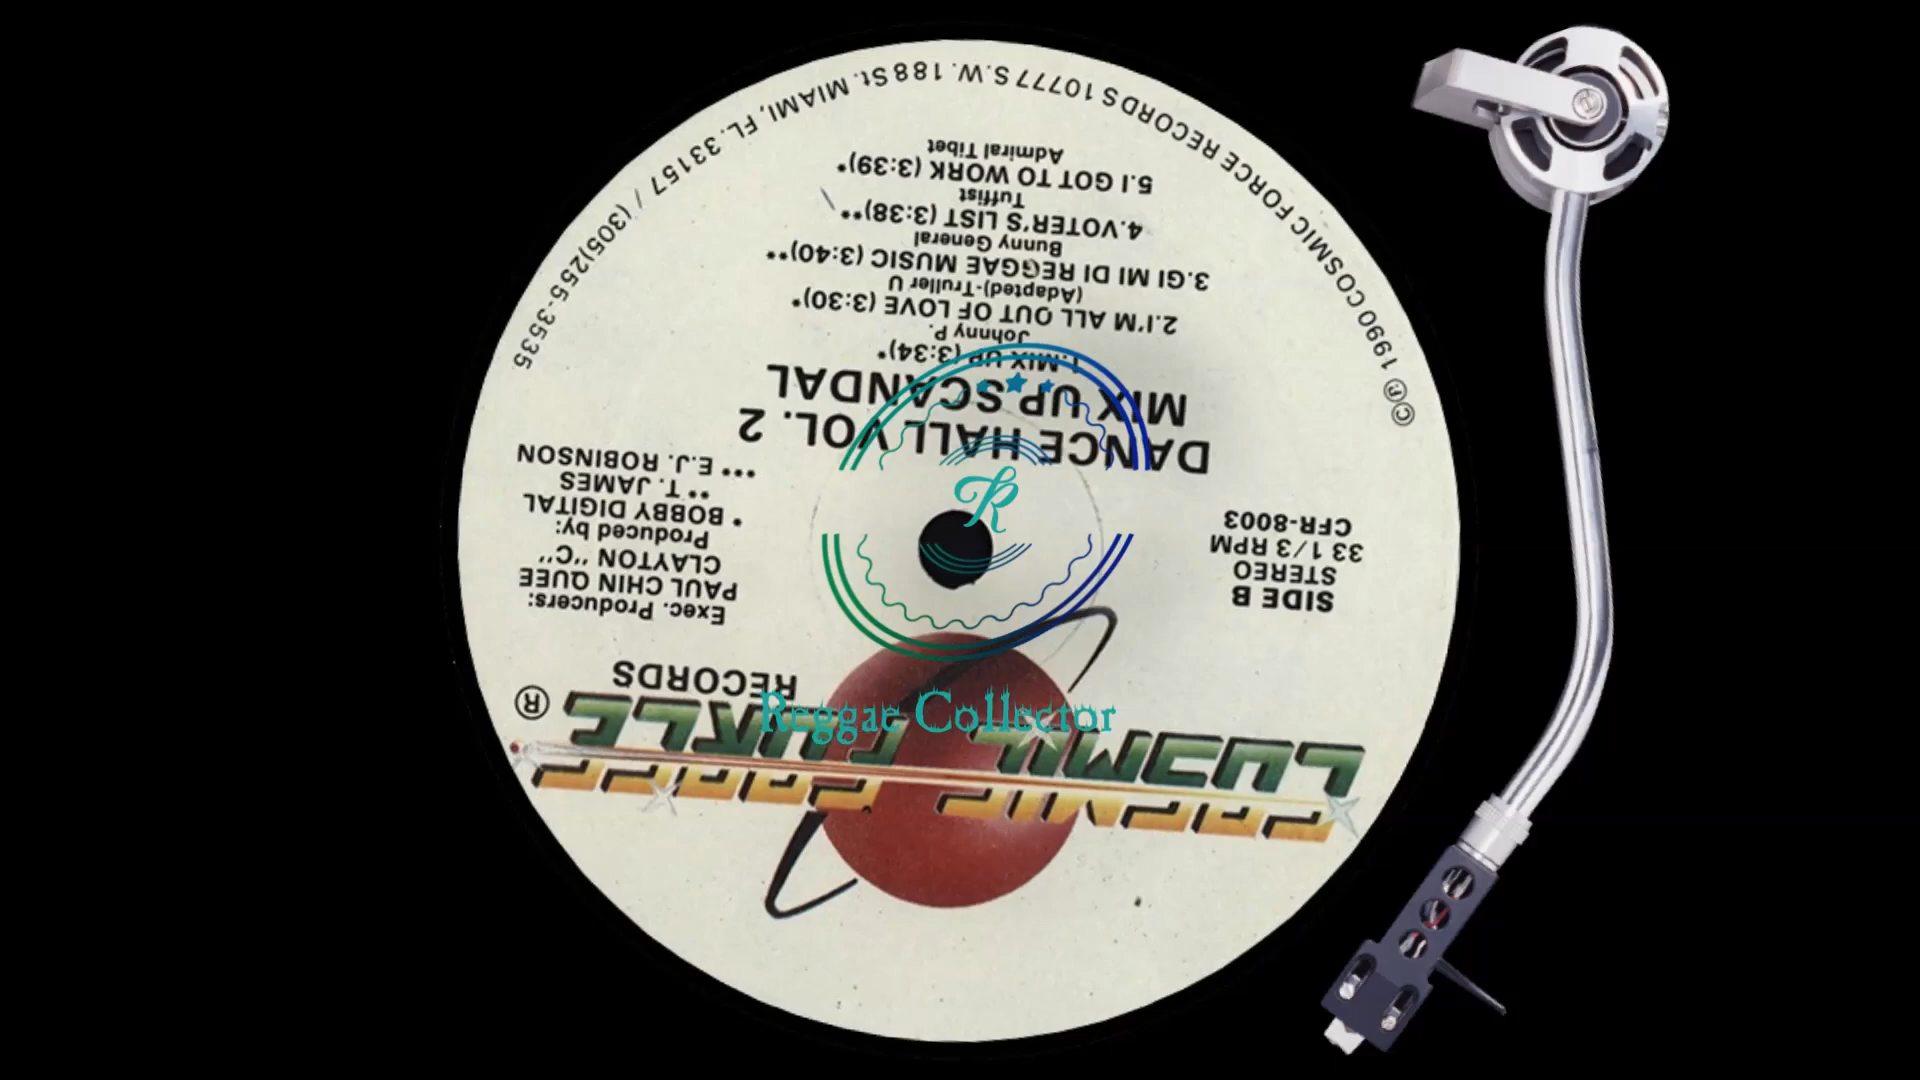 COSMIC FORCE
RECORDS
®
SIDE B
STEREO
33 1/3 RPM
CFR-8003
Exec. Producers:
PAUL CHIN QUEE
CLAYTON "C"
Produced by:
* BOBBY DIGITAL
** T. JAMES
*** E.J. ROBINSON
DANCE HALL VOL. 2
MIX UP SCANDAL
1.MIX UP (3:34)*
Johnny P.
2.I'M ALL OUT OF LOVE (3:30)*
(Adapted)-Truller U
3.GI MI DI REGGAE MUSIC (3:40)**
Bunny General
4.VOTER'S LIST (3:38)**
Tuffist
5.I GOT TO WORK (3:39)*
Admiral Tibet
©℗ 1990 COSMIC FORCE RECORDS 10777 S.W. 188 St. MIAMI, FL. 33157 / (305)255-3535
R
Reggae Collector